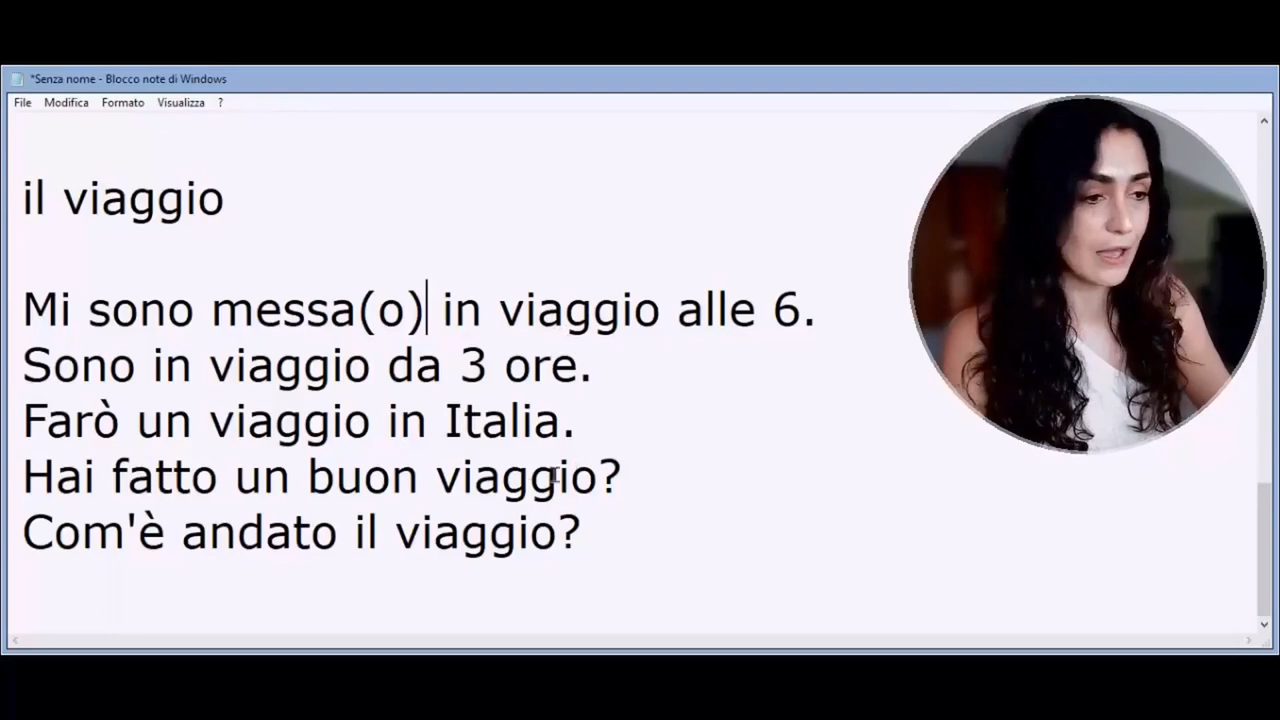 *Senza nome - Blocco note di Windows
File Modifica Formato Visualizza ?
il viaggio
Mi sono messa(o) in viaggio alle 6.
Sono in viaggio da 3 ore.
Farò un viaggio in Italia.
Hai fatto un buon viaggio?
Com'è andato il viaggio?